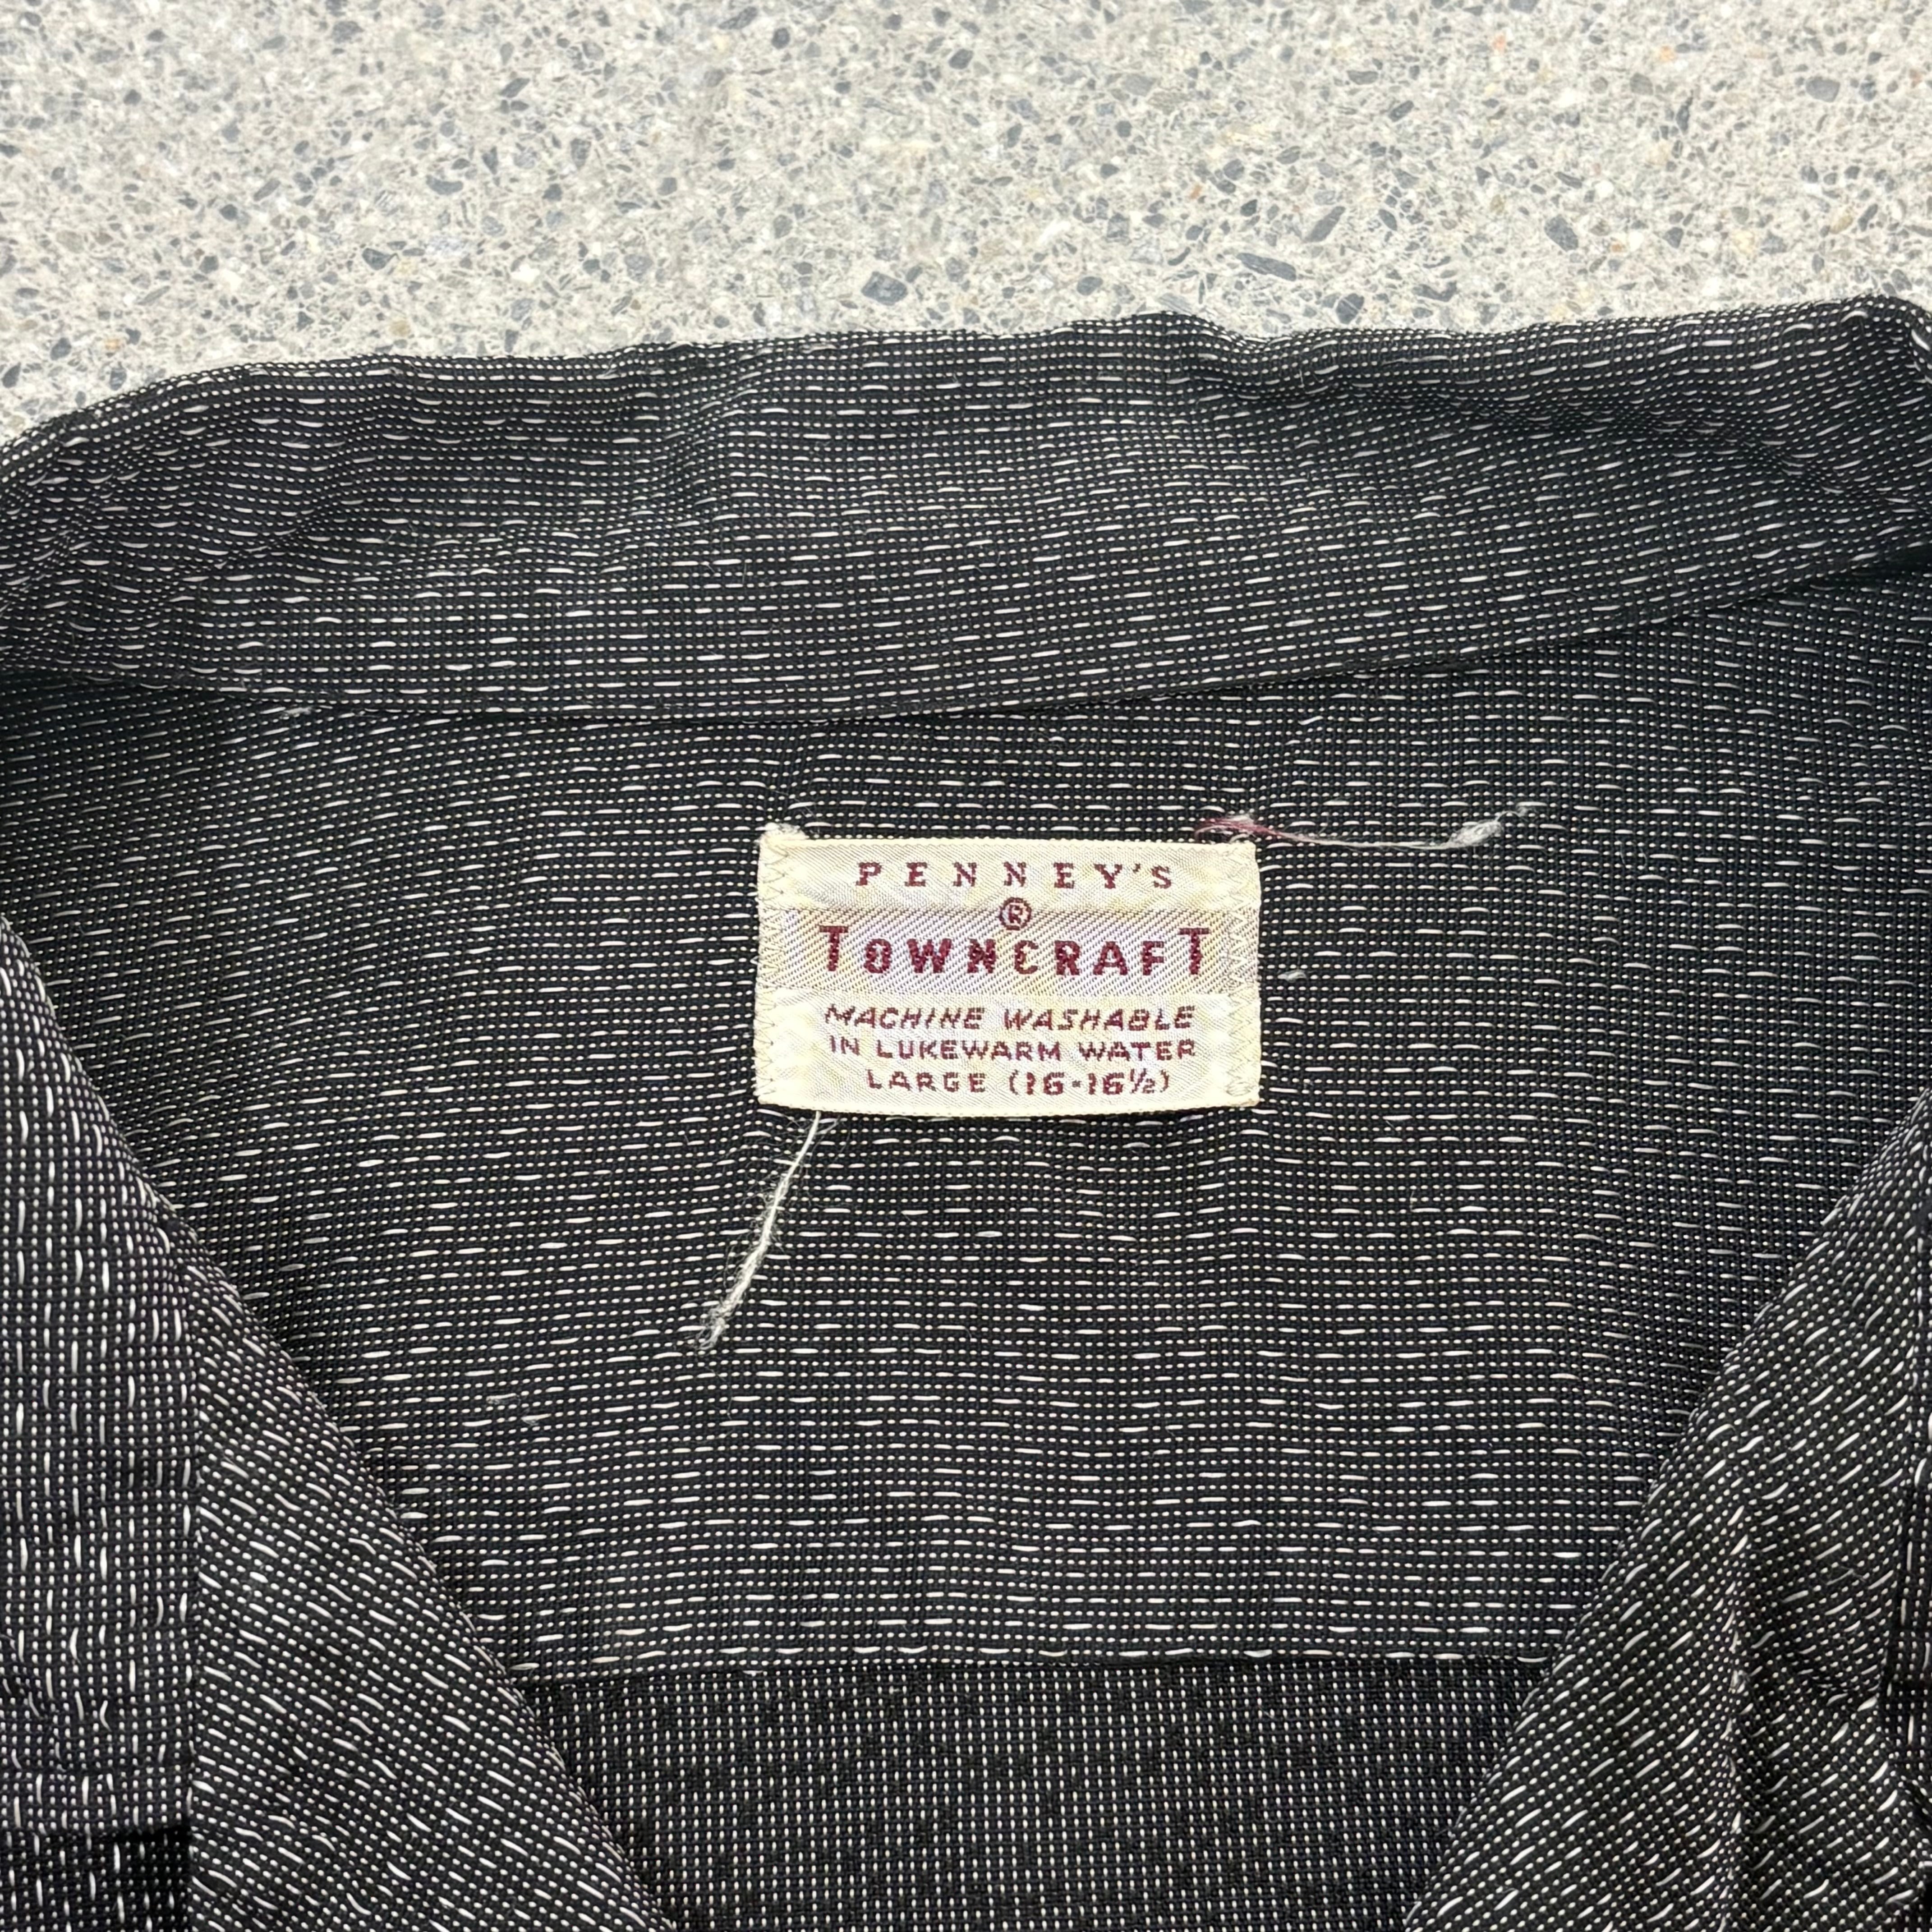 PENNEY'S
®
TOWNCRAFT
MACHINE WASHABLE
IN LUKEWARM WATER
LARGE (16-16½)